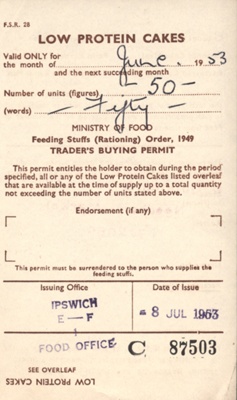 F.S.R. 28
LOW PROTEIN CAKES
Valid ONLY for
the month of June 1953
and the next succeeding month
Number of units (figures) -50-
(words) - Fifty -
MINISTRY OF FOOD
Feeding Stuffs (Rationing) Order, 1949
TRADER'S BUYING PERMIT
This permit entitles the holder to obtain during the period
specified, all or any of the Low Protein Cakes listed overleaf
that are available at the time of supply up to a total quantity
not exceeding the number of units stated above.
Endorsement (if any)
This permit must be surrendered to the person who supplies the
feeding stuffs.
Issuing Office
Date of Issue
IPSWICH
E - F
1
FOOD OFFICE
-8 JUL 1953
C 87503
SEE OVERLEAF
LOW PROTEIN CAKES